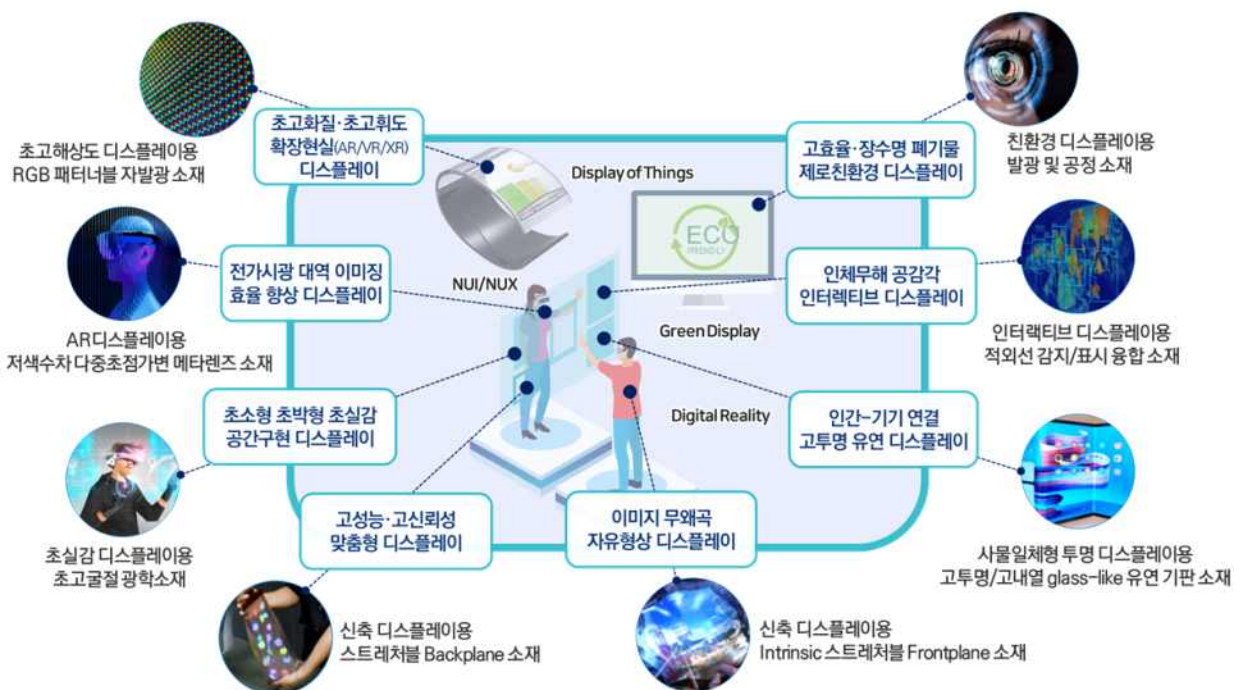 초고화질·초고휘도
확장현실(AR/VR/XR)
디스플레이
초고해상도 디스플레이용
RGB 패터너블 자발광 소재
Display of Things
고효율·장수명 폐기물
제로친환경 디스플레이
친환경 디스플레이용
발광 및 공정 소재
ECO
FRIENDLY
전가시광 대역 이미징
효율 향상 디스플레이
NUI/NUX
인체무해 공감각
인터렉티브 디스플레이
Green Display
AR디스플레이용
저색수차 다중초점가변 메타렌즈 소재
인터랙티브 디스플레이용
적외선 감지/표시 융합 소재
초소형 초박형 초실감
공간구현 디스플레이
Digital Reality
인간-기기 연결
고투명 유연 디스플레이
초실감 디스플레이용
초고굴절 광학소재
고성능·고신뢰성
맞춤형 디스플레이
이미지 무왜곡
자유형상 디스플레이
사물일체형 투명 디스플레이용
고투명/고내열 glass-like 유연 기판 소재
신축 디스플레이용
스트레처블 Backplane 소재
신축 디스플레이용
Intrinsic 스트레처블 Frontplane 소재